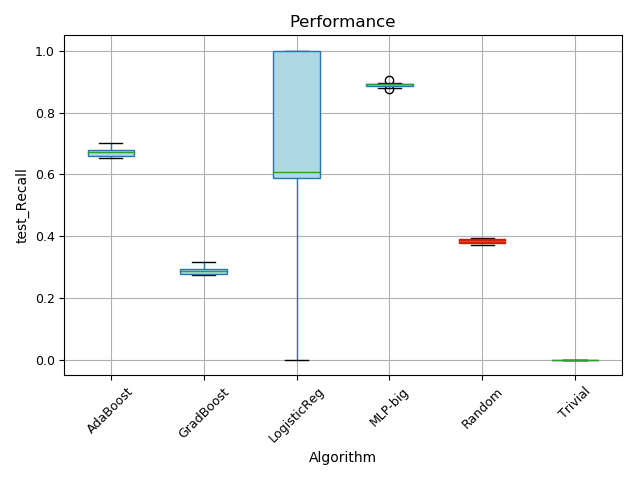 Performance
1.0
0.8
0.6
0.4
0.2
0.0
test_Recall
AdaBoost
GradBoost
LogisticReg
MLP-big
Random
Trivial
Algorithm